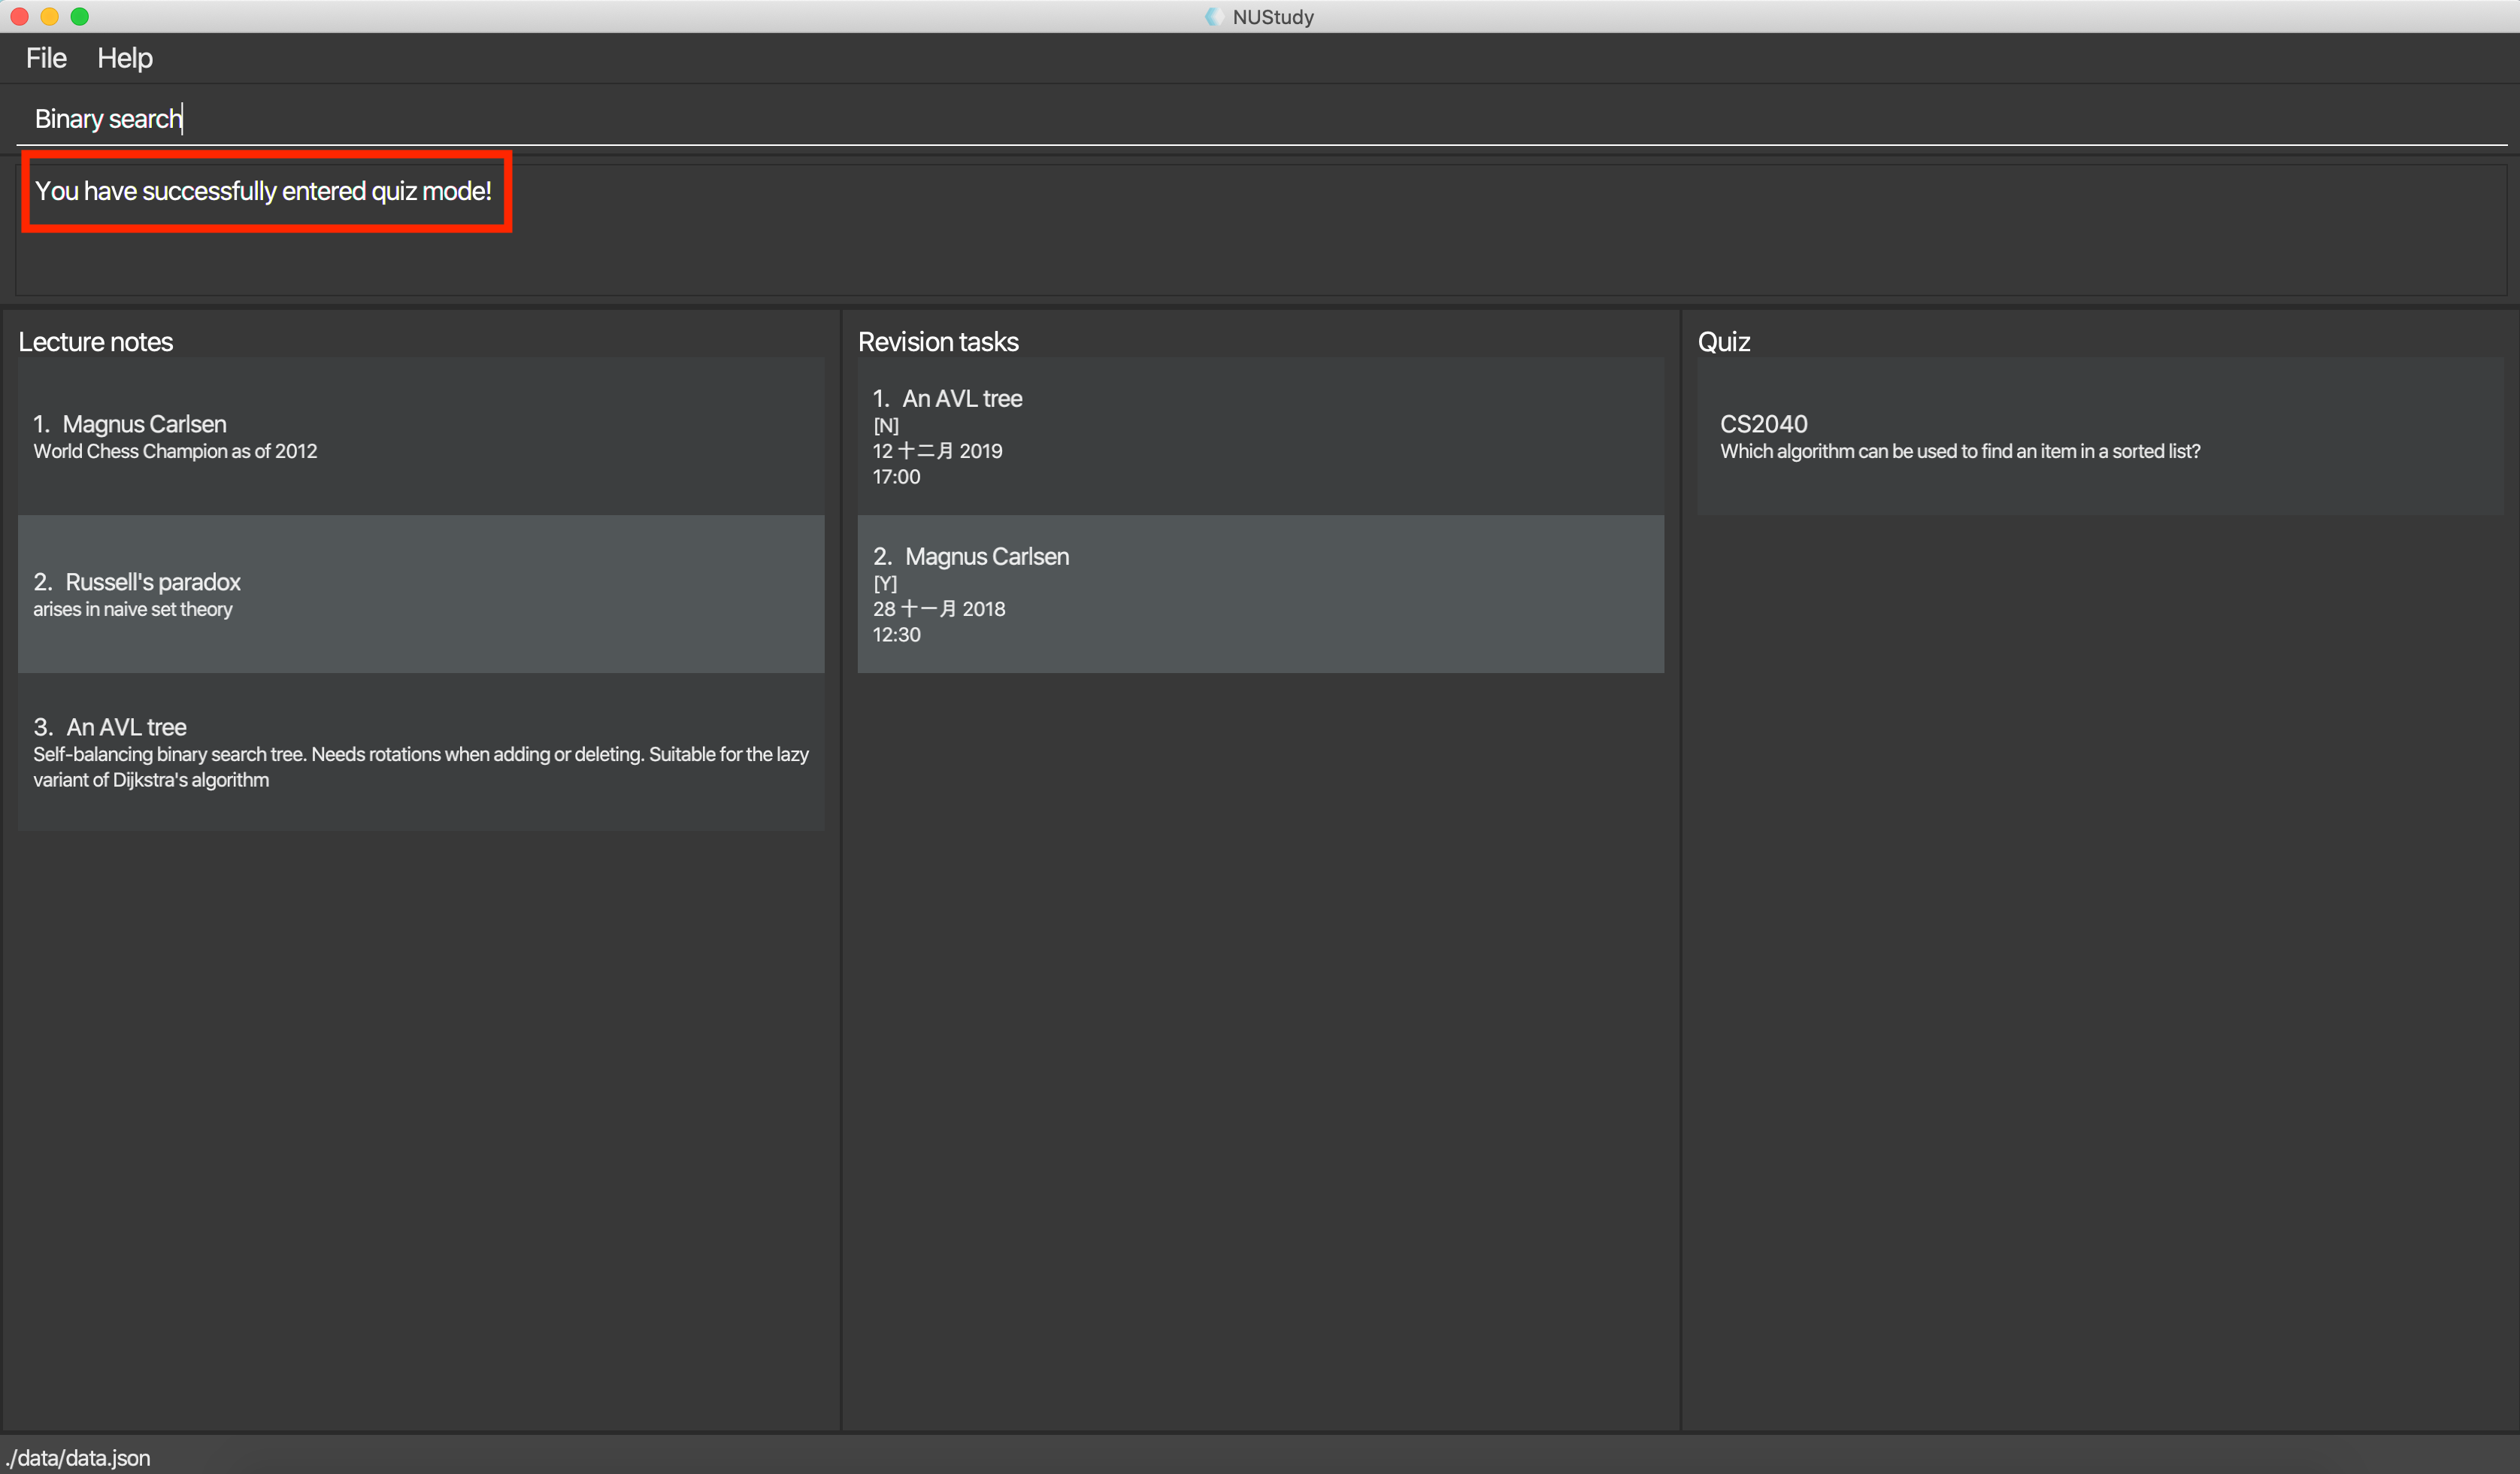 NUStudy
File Help
Binary search
You have successfully entered quiz mode!
Lecture notes
1. Magnus Carlsen
World Chess Champion as of 2012
2. Russell's paradox
arises in naive set theory
3. An AVL tree
Self-balancing binary search tree. Needs rotations when adding or deleting. Suitable for the lazy
variant of Dijkstra's algorithm
Revision tasks
1. An AVL tree
[N]
12 十二月 2019
17:00
2. Magnus Carlsen
[Y]
28 十一月 2018
12:30
Quiz
CS2040
Which algorithm can be used to find an item in a sorted list?
./data/data.json